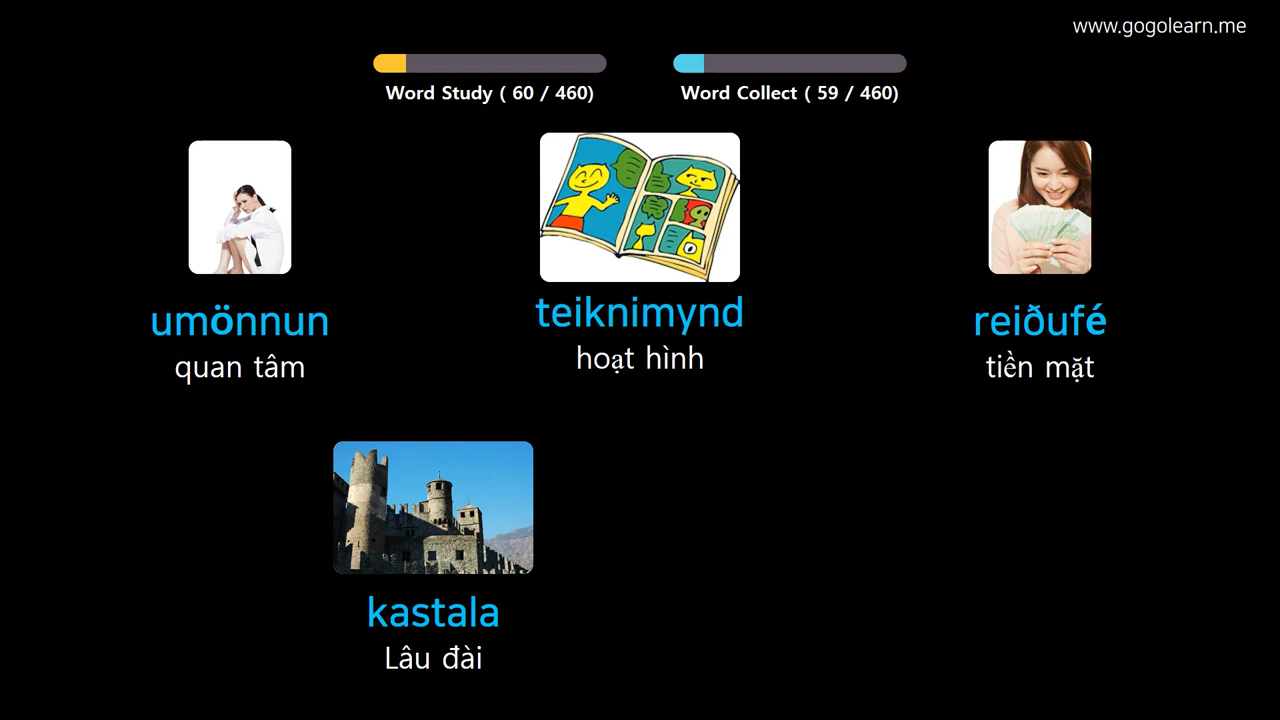 www.gogolearn.me
Word Study ( 60 / 460)
Word Collect ( 59 / 460)
umönnun
quan tâm
teiknimynd
hoạt hình
reiðufé
tiền mặt
kastala
Lâu đài